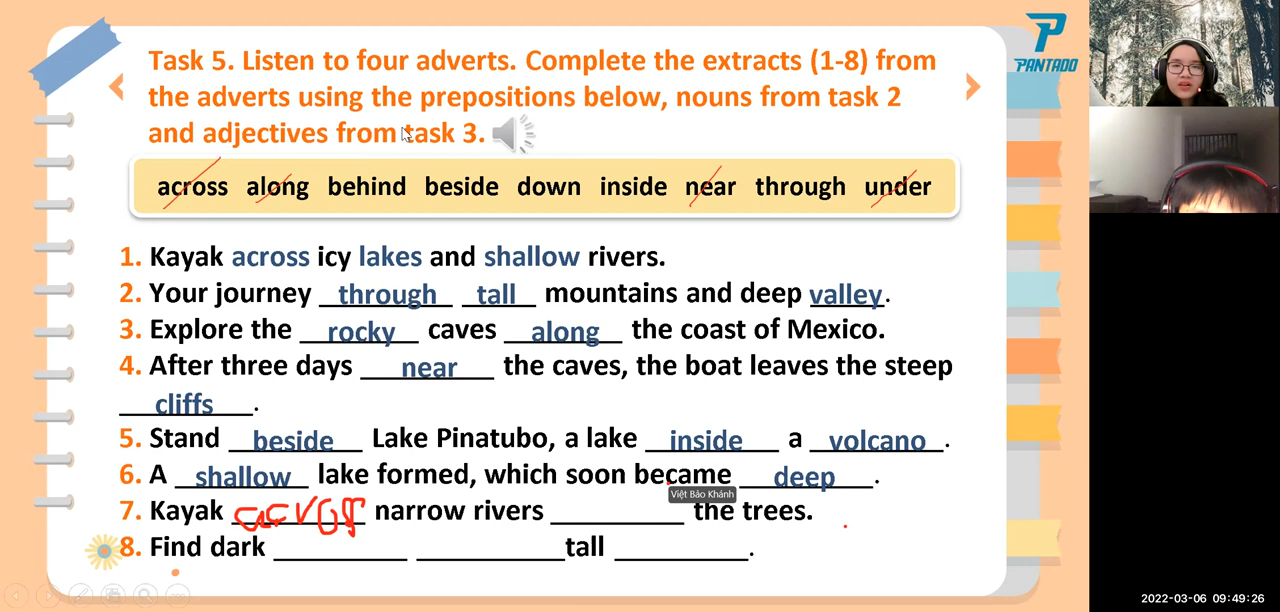 Task 5. Listen to four adverts. Complete the extracts (1-8) from
the adverts using the prepositions below, nouns from task 2
and adjectives from task 3.
PANTADO
across along behind beside down inside near through under
1. Kayak across icy lakes and shallow rivers.
2. Your journey through tall mountains and deep valley.
3. Explore the rocky caves along the coast of Mexico.
4. After three days near the caves, the boat leaves the steep
cliffs.
5. Stand beside Lake Pinatubo, a lake inside a volcano.
6. A shallow lake formed, which soon became deep.
Việt Bảo Khánh
7. Kayak across narrow rivers __________ the trees.
8. Find dark __________ ___________tall __________.
2022-03-06 09:49:26